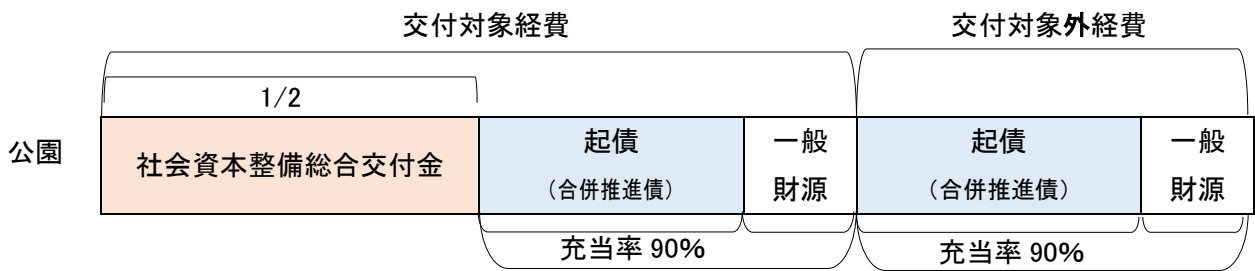 交付対象経費
交付対象外経費
1/2
公園
社会資本整備総合交付金
起債
（合併推進債）
一般
財源
起債
（合併推進債）
一般
財源
充当率 90%
充当率 90%